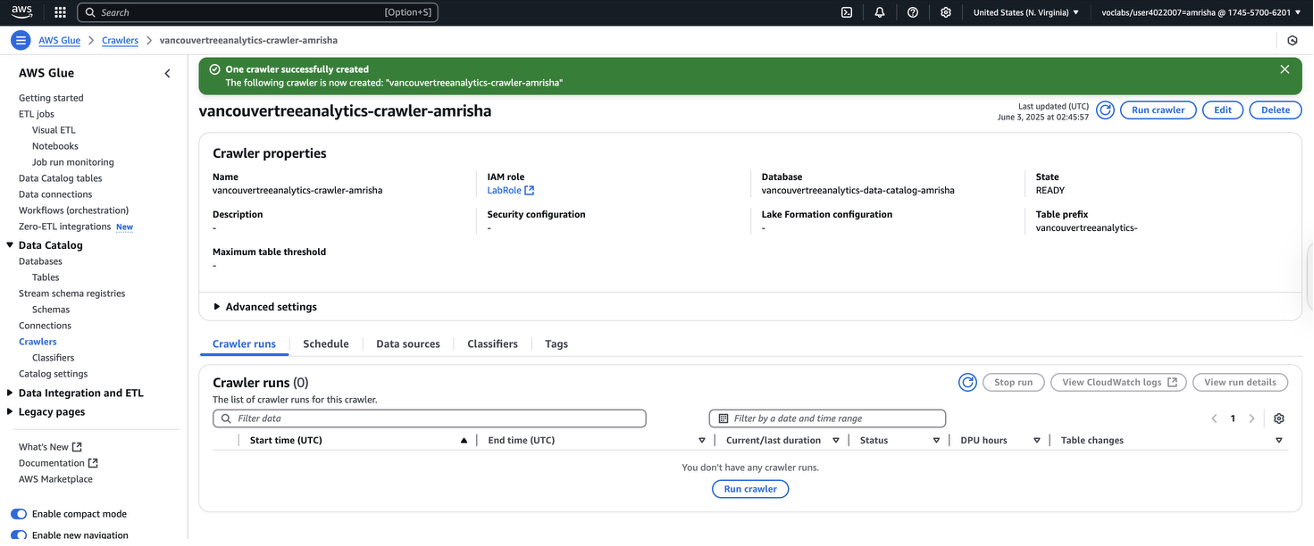 aws
Search [Option+S]
United States (N. Virginia) ▼
voclabs/user4022007=amrisha @ 1745-5700-6201 ▼
AWS Glue > Crawlers > vancouvertreeanalytics-crawler-amrisha
AWS Glue
Getting started
ETL jobs
Visual ETL
Notebooks
Job run monitoring
Data Catalog tables
Data connections
Workflows (orchestration)
Zero-ETL integrations New
Data Catalog
Databases
Tables
Stream schema registries
Schemas
Connections
Crawlers
Classifiers
Catalog settings
Data Integration and ETL
Legacy pages
What's New
Documentation
AWS Marketplace
Enable compact mode
Enable new navigation
One crawler successfully created
The following crawler is now created: "vancouvertreeanalytics-crawler-amrisha"
vancouvertreeanalytics-crawler-amrisha
Last updated (UTC)
June 3, 2025 at 02:45:57
Run crawler
Edit
Delete
Crawler properties
Name
vancouvertreeanalytics-crawler-amrisha
IAM role
LabRole
Database
vancouvertreeanalytics-data-catalog-amrisha
State
READY
Description
-
Security configuration
-
Lake Formation configuration
-
Table prefix
vancouvertreeanalytics-
Maximum table threshold
-
Advanced settings
Crawler runs
Schedule
Data sources
Classifiers
Tags
Crawler runs (0)
The list of crawler runs for this crawler.
Stop run
View CloudWatch logs
View run details
Filter data
Filter by a date and time range
< 1 >
Start time (UTC)
End time (UTC)
Current/last duration
Status
DPU hours
Table changes
You don't have any crawler runs.
Run crawler